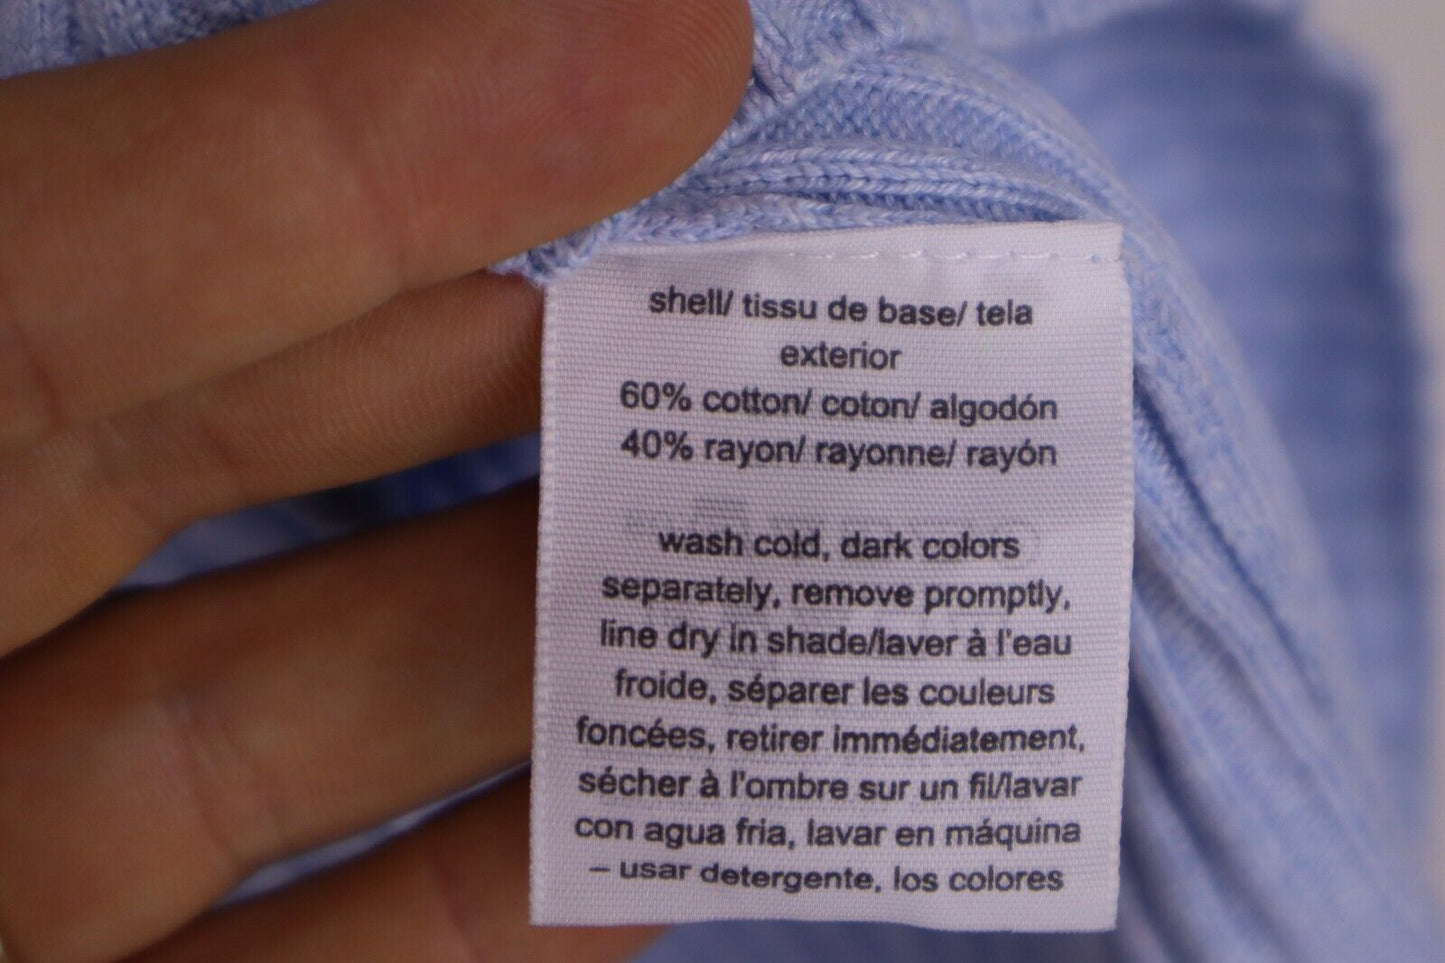 shell/ tissu de base/ tela
exterior
60% cotton/ coton/ algodón
40% rayon/ rayonne/ rayón
wash cold, dark colors
separately, remove promptly,
line dry in shade/laver à l'eau
froide, séparer les couleurs
foncées, retirer immédiatement,
sécher à l'ombre sur un fil/lavar
con agua fria, lavar en máquina
– usar detergente, los colores